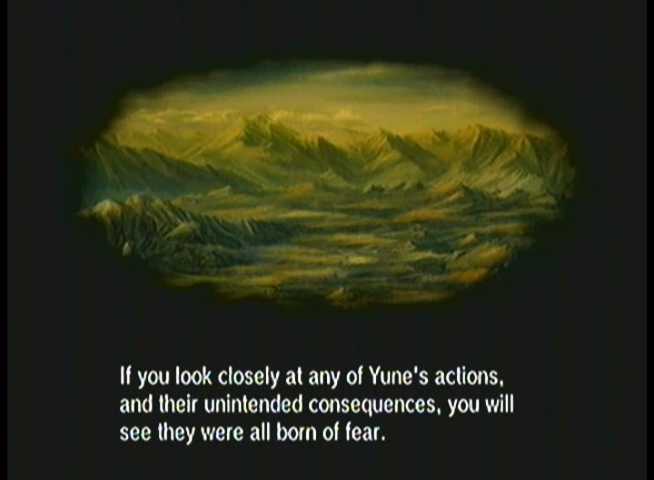 If you look closely at any of Yune's actions,
and their unintended consequences, you will
see they were all born of fear.